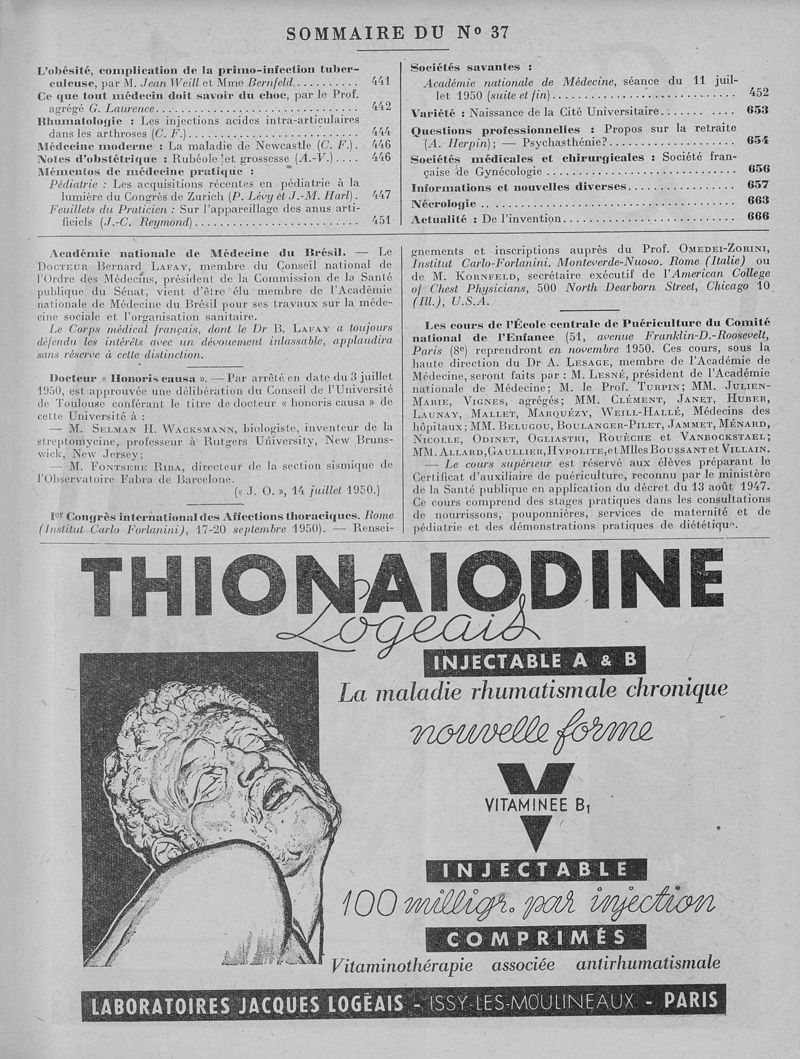 SOMMAIRE DU Nº 37
L'obésité, complication de la primo-infection tuber-
culeuse, par M. Jean Weill et Mme Bernfeld.......... 441
Ce que tout médecin doit savoir du choc, par le Prof.
agrégé G. Laurence.......... 442
Rhumatologie : Les injections acides intra-articulaires
dans les arthroses (C. F.).......... 444
Médecine moderne : La maladie de Newcastle (C. F.). 446
Notes d'obstétrique : Rubéole et grossesse (A.-V.).... 446
Mémentos de médecine pratique :
Pédiatrie : Les acquisitions récentes en pédiatrie à la
lumière du Congrès de Zurich (P. Lévy et J.-M. Harl). 447
Feuillets du Praticien : Sur l'appareillage des anus arti-
ficiels (J.-C. Reymond).......... 451
Sociétés savantes :
Académie nationale de Médecine, séance du 11 juil-
let 1950 (suite et fin).......... 452
Variété : Naissance de la Cité Universitaire.......... 653
Questions professionnelles : Propos sur la retraite
(A. Herpin); — Psychasthénie?.......... 654
Sociétés médicales et chirurgicales : Société fran-
çaise de Gynécologie.......... 656
Informations et nouvelles diverses.......... 657
Nécrologie.......... 663
Actualité : De l'invention.......... 666
Académie nationale de Médecine du Brésil. — Le
DOCTEUR Bernard LAFAY, membre du Conseil national de
l'Ordre des Médecins, président de la Commission de la Santé
publique du Sénat, vient d'être élu membre de l'Académie
nationale de Médecine du Brésil pour ses travaux sur la méde-
cine sociale et l'organisation sanitaire.
Le Corps médical français, dont le Dr B. LAFAY a toujours
défendu les intérêts avec un dévouement inlassable, applaudira
sans réserve à cette distinction.
Docteur « Honoris causa ». — Par arrêté en date du 3 juillet
1950, est approuvée une délibération du Conseil de l'Université
de Toulouse conférant le titre de docteur « honoris causa » de
cette Université à :
— M. SELMAN H. WACKSMANN, biologiste, inventeur de la
streptomycine, professeur à Rutgers University, New Bruns-
wick, New Jersey;
— M. FONTSERE RIBA, directeur de la section sismique de
l'Observatoire Fabra de Barcelone.
(« J. O. », 14 juillet 1950.)
Ier Congrès international des Affections thoraciques. Rome
(Institut Carlo Forlanini), 17-20 septembre 1950). — Rensei-
gnements et inscriptions auprès du Prof. OMEDEI-ZORINI,
Institut Carlo-Forlanini, Monteverde-Nuovo. Rome (Italie) ou
de M. KORNFELD, secrétaire exécutif de l'American College
of Chest Physicians, 500 North Dearborn Street, Chicago 10
(Ill.), U.S.A.
Les cours de l'École centrale de Puériculture du Comité
national de l'Enfance (51, avenue Franklin-D.-Roosevelt,
Paris (8e) reprendront en novembre 1950. Ces cours, sous la
haute direction du Dr A. LESAGE, membre de l'Académie de
Médecine, seront faits par : M. LESNÉ, président de l'Académie
nationale de Médecine; M. le Prof. TURPIN; MM. JULIEN-
MARIE, VIGNES, agrégés; MM. CLÉMENT, JANET, HUBER,
LAUNAY, MALLET, MARQUÉZY, WEILL-HALLÉ, Médecins des
hôpitaux; MM. BELUGOU, BOULANGER-PILET, JAMMET, MÉNARD,
NICOLLE, ODINET, OGLIASTRI, ROUÈCHE et VANBOCKSTAEL;
MM. ALLARD, GAULLIER, HYPOLITE, et Mlles BOUSSANT et VILLAIN.
— Le cours supérieur est réservé aux élèves préparant le
Certificat d'auxiliaire de puériculture, reconnu par le ministère
de la Santé publique en application du décret du 13 août 1947.
Ce cours comprend des stages pratiques dans les consultations
de nourrissons, pouponnières, services de maternité et de
pédiatrie et des démonstrations pratiques de diététique.
THIONAIODINE
Logeais
INJECTABLE A & B
La maladie rhumatismale chronique
nouvelle forme
VITAMINEE B1
INJECTABLE
100 milligr. par injection
COMPRIMÉS
Vitaminothérapie associée antirhumatismale
LABORATOIRES JACQUES LOGÉAIS - ISSY-LES-MOULINEAUX - PARIS